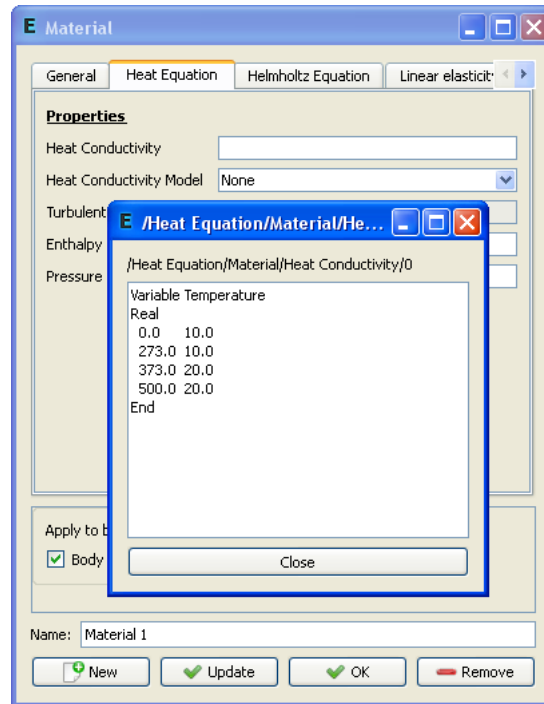 E Material
General Heat Equation Helmholtz Equation Linear elasticit
Properties
Heat Conductivity
Heat Conductivity Model None
Turbulent
Enthalpy
Pressure
E /Heat Equation/Material/He...
/Heat Equation/Material/Heat Conductivity/0
Variable Temperature
Real
0.0 10.0
273.0 10.0
373.0 20.0
500.0 20.0
End
Close
Apply to b
Body
Name: Material 1
New Update OK Remove